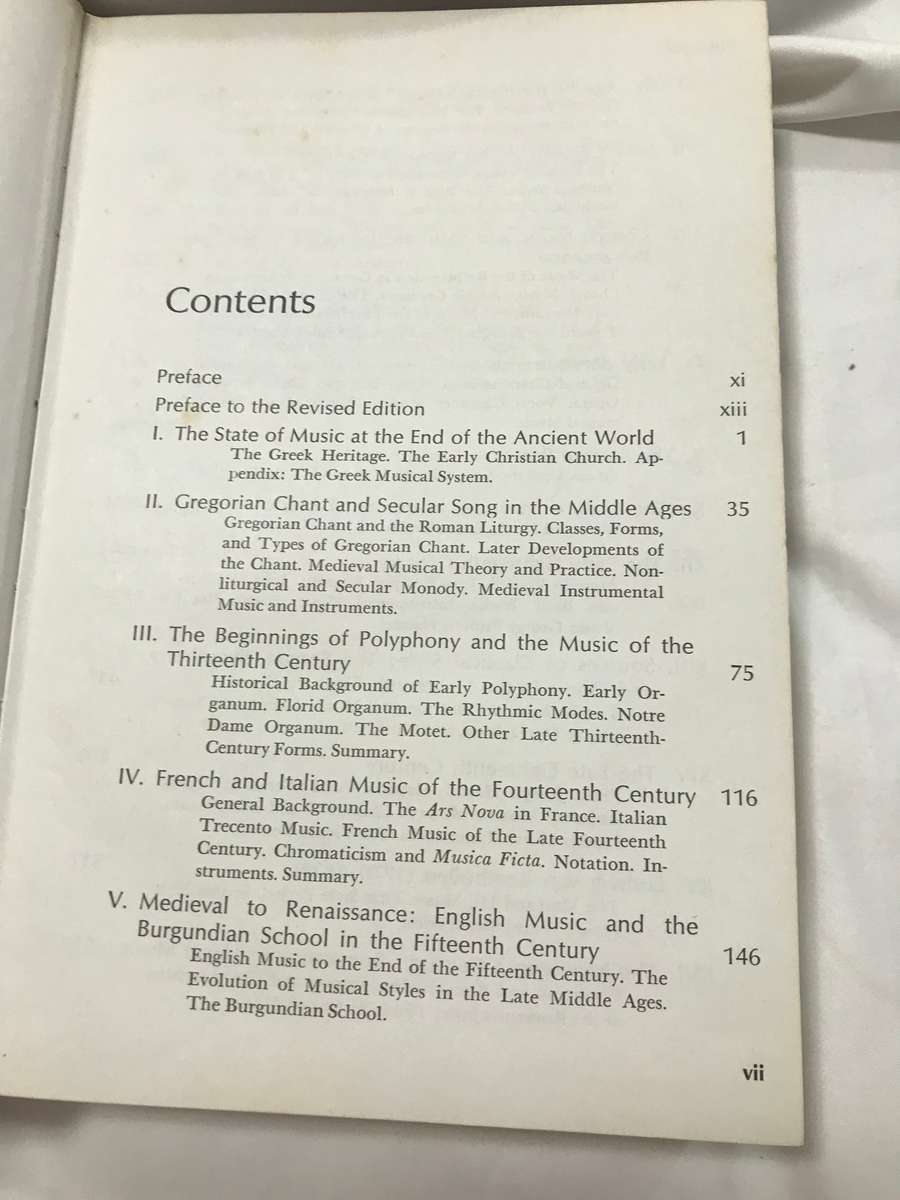 Contents
Preface xi
Preface to the Revised Edition xiii
I. The State of Music at the End of the Ancient World 1
The Greek Heritage. The Early Christian Church. Ap-
pendix: The Greek Musical System.
II. Gregorian Chant and Secular Song in the Middle Ages 35
Gregorian Chant and the Roman Liturgy. Classes, Forms,
and Types of Gregorian Chant. Later Developments of
the Chant. Medieval Musical Theory and Practice. Non-
liturgical and Secular Monody. Medieval Instrumental
Music and Instruments.
III. The Beginnings of Polyphony and the Music of the
Thirteenth Century 75
Historical Background of Early Polyphony. Early Or-
ganum. Florid Organum. The Rhythmic Modes. Notre
Dame Organum. The Motet. Other Late Thirteenth-
Century Forms. Summary.
IV. French and Italian Music of the Fourteenth Century 116
General Background. The Ars Nova in France. Italian
Trecento Music. French Music of the Late Fourteenth
Century. Chromaticism and Musica Ficta. Notation. In-
struments. Summary.
V. Medieval to Renaissance: English Music and the
Burgundian School in the Fifteenth Century 146
English Music to the End of the Fifteenth Century. The
Evolution of Musical Styles in the Late Middle Ages.
The Burgundian School.
vii